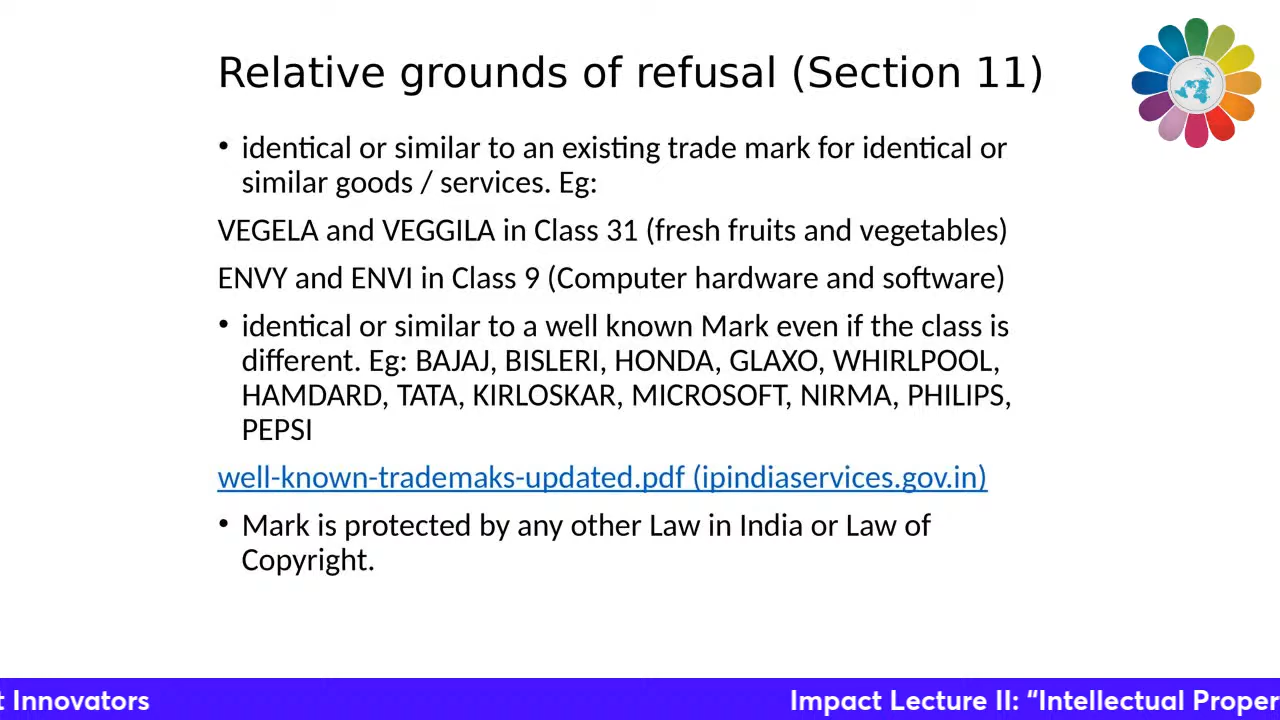 Relative grounds of refusal (Section 11)
• identical or similar to an existing trade mark for identical or
similar goods / services. Eg:
VEGELA and VEGGILA in Class 31 (fresh fruits and vegetables)
ENVY and ENVI in Class 9 (Computer hardware and software)
• identical or similar to a well known Mark even if the class is
different. Eg: BAJAJ, BISLERI, HONDA, GLAXO, WHIRLPOOL,
HAMDARD, TATA, KIRLOSKAR, MICROSOFT, NIRMA, PHILIPS,
PEPSI
well-known-trademaks-updated.pdf (ipindiaservices.gov.in)
• Mark is protected by any other Law in India or Law of
Copyright.
t Innovators
Impact Lecture II: “Intellectual Proper